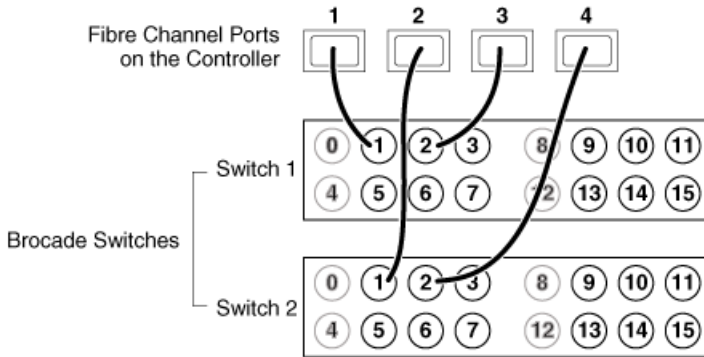 1 2 3 4
Fibre Channel Ports
on the Controller
0 1 2 3 8 9 10 11
Switch 1
4 5 6 7 12 13 14 15
Brocade Switches
0 1 2 3 8 9 10 11
Switch 2
4 5 6 7 12 13 14 15